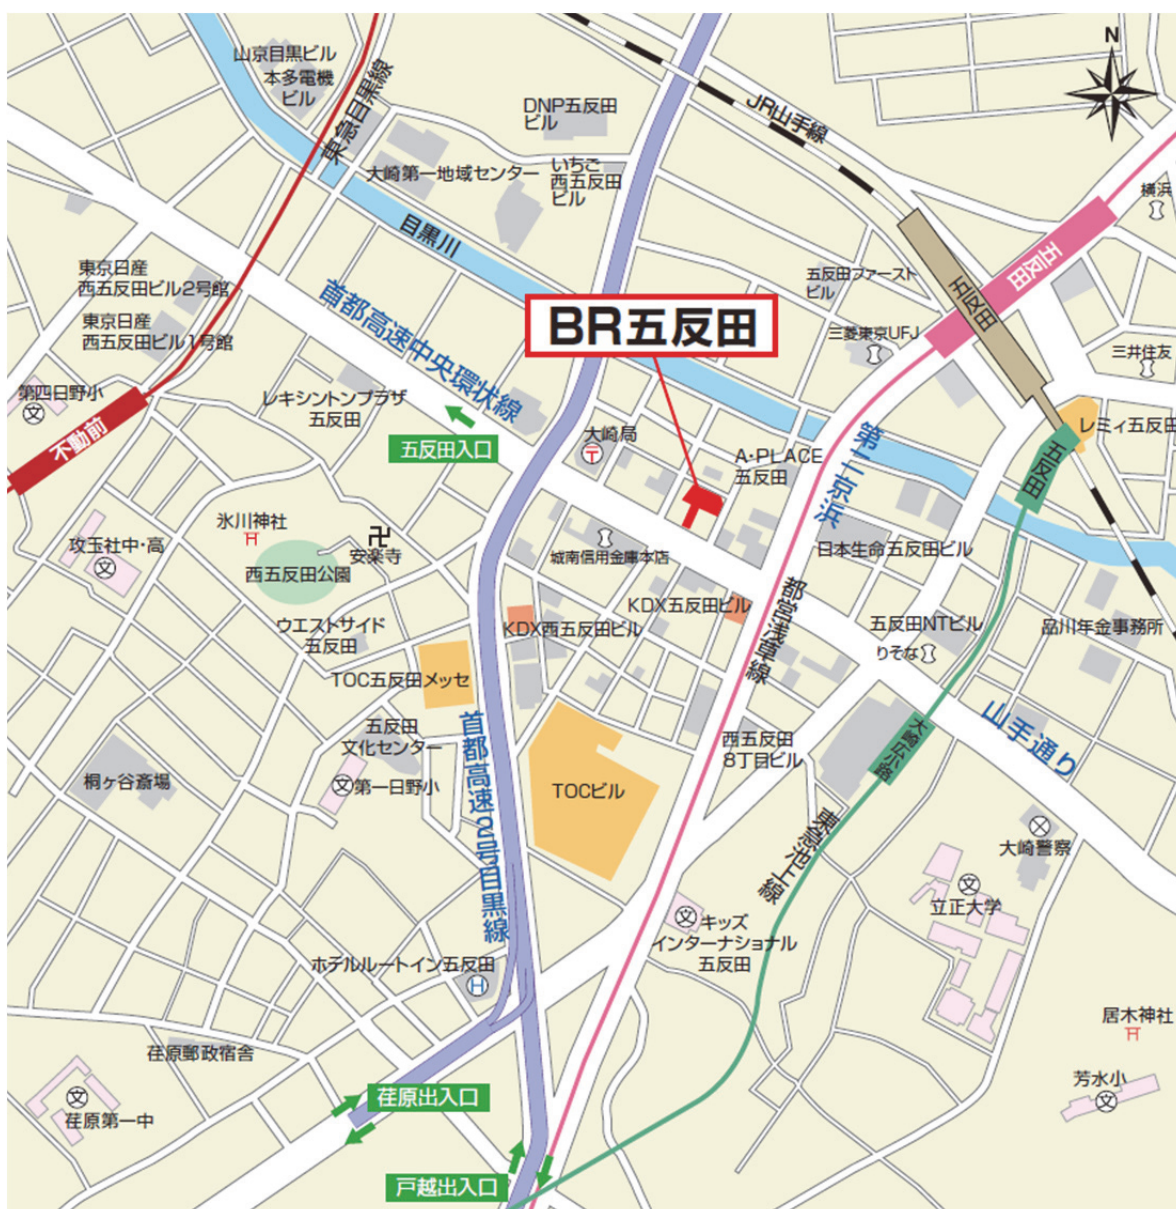 N
山京目黒ビル
本多電機
ビル
東急目黒線
DNP五反田
ビル
JR山手線
大崎第一地域センター
いちご
西五反田
ビル
横浜
目黒川
五反田
五反田
東京日産
西五反田ビル2号館
五反田ファースト
ビル
首都高速中央環状線
BR五反田
東京日産
西五反田ビル1号館
三菱東京UFJ
三井住友
第四日野小
文
レキシントンプラザ
五反田
不動前
五反田入口
大崎局
A・PLACE
五反田
第二京浜
レミィ五反田
五反田
氷川神社
安楽寺
攻玉社中・高
文
西五反田公園
城南信用金庫本店
日本生命五反田ビル
都営浅草線
KDX五反田ビル
KDX西五反田ビル
ウエストサイド
五反田
五反田NTビル
りそな
品川年金事務所
TOC五反田メッセ
山手通り
首都高速2号目黒線
五反田
文化センター
西五反田
8丁目ビル
大崎広小路
桐ヶ谷斎場
文
第一日野小
TOCビル
東急池上線
大崎警察
文
立正大学
文
キッズ
インターナショナル
五反田
ホテルルートイン五反田
H
居木神社
荏原郵政宿舎
芳水小
文
文
荏原第一中
荏原出入口
戸越出入口